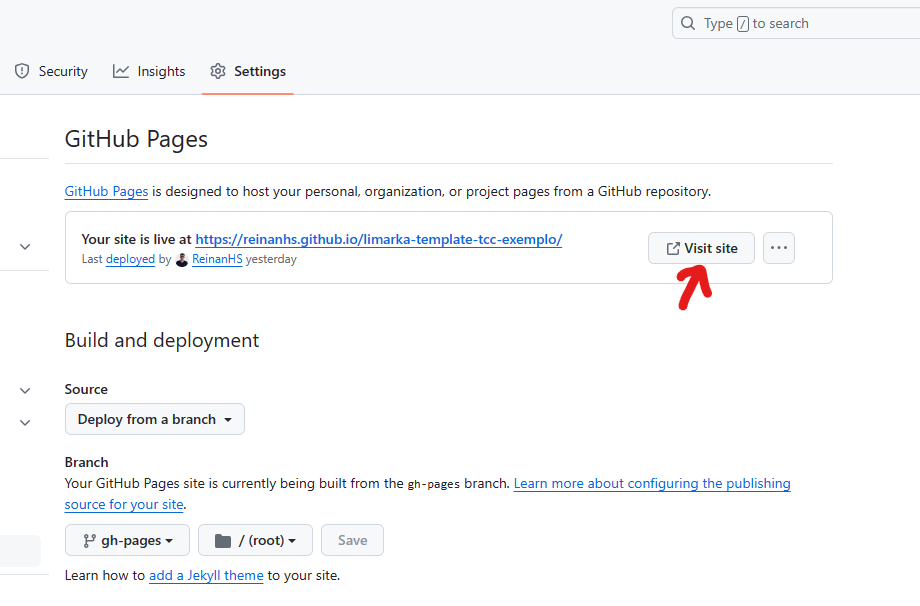 Type / to search
Security Insights Settings
GitHub Pages
GitHub Pages is designed to host your personal, organization, or project pages from a GitHub repository.
Your site is live at https://reinanhs.github.io/limarka-template-tcc-exemplo/
Visit site
Last deployed by ReinanHS yesterday
Build and deployment
Source
Deploy from a branch
Branch
Your GitHub Pages site is currently being built from the gh-pages branch. Learn more about configuring the publishing
source for your site.
gh-pages / (root) Save
Learn how to add a Jekyll theme to your site.